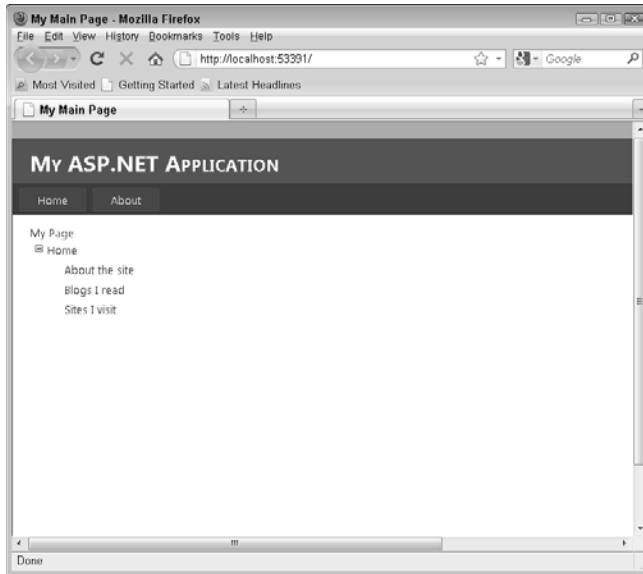 My Main Page - Mozilla Firefox
File Edit View History Bookmarks Tools Help
http://localhost:53391/
Google
Most Visited Getting Started Latest Headlines
My Main Page
My ASP.NET Application
Home About
My Page
Home
About the site
Blogs I read
Sites I visit
Done